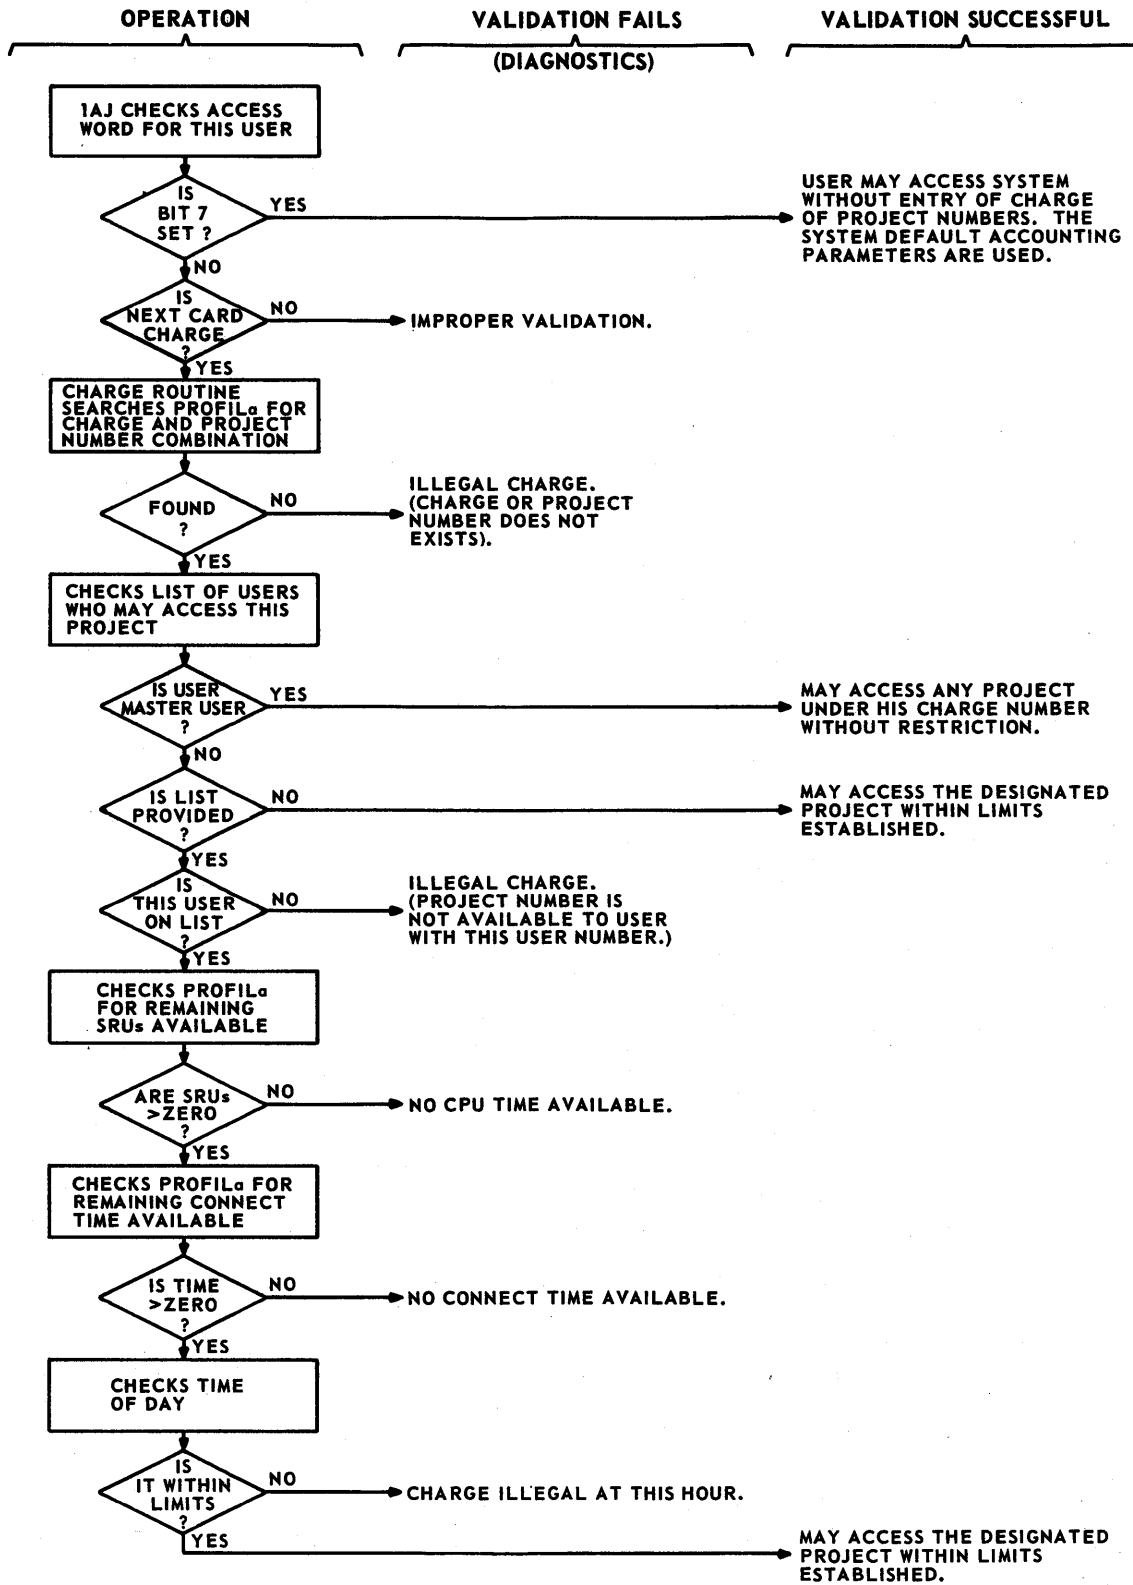 OPERATION
VALIDATION FAILS
(DIAGNOSTICS)
VALIDATION SUCCESSFUL
1AJ CHECKS ACCESS
WORD FOR THIS USER
IS
BIT 7
SET ?
YES
USER MAY ACCESS SYSTEM
WITHOUT ENTRY OF CHARGE
OF PROJECT NUMBERS. THE
SYSTEM DEFAULT ACCOUNTING
PARAMETERS ARE USED.
NO
IS
NEXT CARD
CHARGE
?
NO
IMPROPER VALIDATION.
YES
CHARGE ROUTINE
SEARCHES PROFILa FOR
CHARGE AND PROJECT
NUMBER COMBINATION
FOUND
?
NO
ILLEGAL CHARGE.
(CHARGE OR PROJECT
NUMBER DOES NOT
EXISTS).
YES
CHECKS LIST OF USERS
WHO MAY ACCESS THIS
PROJECT
IS USER
MASTER USER
?
YES
MAY ACCESS ANY PROJECT
UNDER HIS CHARGE NUMBER
WITHOUT RESTRICTION.
NO
IS LIST
PROVIDED
?
NO
MAY ACCESS THE DESIGNATED
PROJECT WITHIN LIMITS
ESTABLISHED.
YES
IS
THIS USER
ON LIST
?
NO
ILLEGAL CHARGE.
(PROJECT NUMBER IS
NOT AVAILABLE TO USER
WITH THIS USER NUMBER.)
YES
CHECKS PROFILa
FOR REMAINING
SRUs AVAILABLE
ARE SRUs
>ZERO
?
NO
NO CPU TIME AVAILABLE.
YES
CHECKS PROFILa FOR
REMAINING CONNECT
TIME AVAILABLE
IS TIME
>ZERO
?
NO
NO CONNECT TIME AVAILABLE.
YES
CHECKS TIME
OF DAY
IS
IT WITHIN
LIMITS
?
NO
CHARGE ILLEGAL AT THIS HOUR.
YES
MAY ACCESS THE DESIGNATED
PROJECT WITHIN LIMITS
ESTABLISHED.